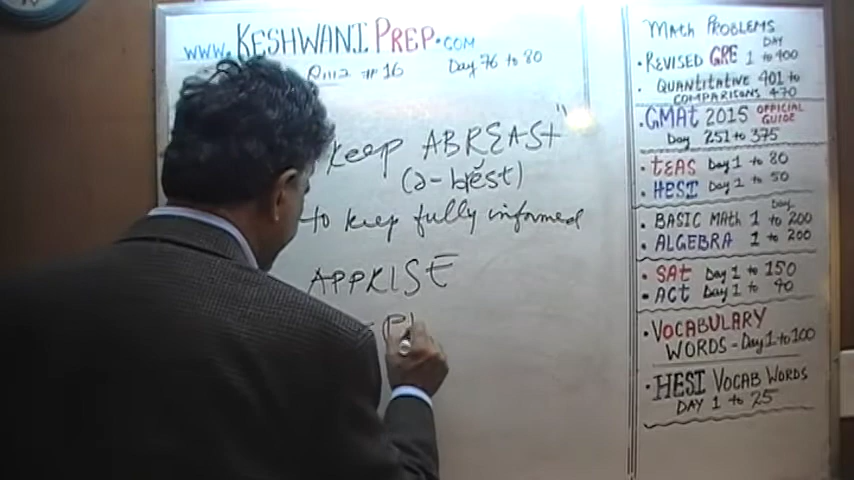 www.KESHWANI PREP.COM
#16 Day 76 to 80
keep ABREAST"
(ə-brĕst)
to keep fully informed
APPRISE
MATH PROBLEMS
DAY
• REVISED GRE 1 to 400
• QUANTITATIVE 401 to
COMPARISONS 470
• GMAT 2015 OFFICIAL GUIDE
Day 251 to 375
• TEAS Day 1 to 80
• HESI Day 1 to 50
Day
• BASIC MATH 1 to 200
• ALGEBRA 1 to 200
• SAT Day 1 to 150
• ACT Day 1 to 40
• VOCABULARY
WORDS - Day 1 to 100
• HESI VOCAB WORDS
DAY 1 to 25